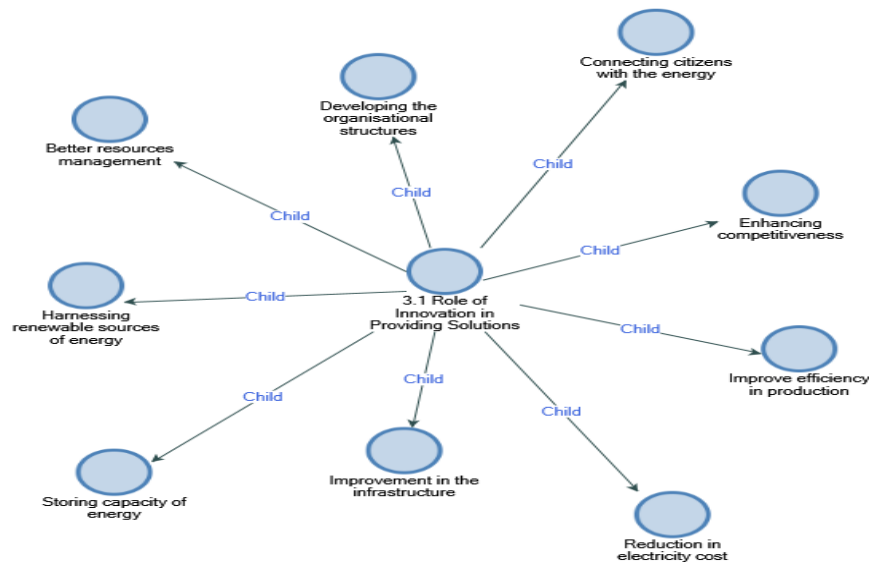 Connecting citizens
with the energy
Developing the
organisational
structures
Better resources
management
Child
Child
Child
Enhancing
competitiveness
Child
Harnessing
renewable sources
of energy
Child
3.1 Role of
Innovation in
Providing Solutions
Child
Improve efficiency
in production
Child
Child
Child
Storing capacity of
energy
Improvement in the
infrastructure
Reduction in
electricity cost